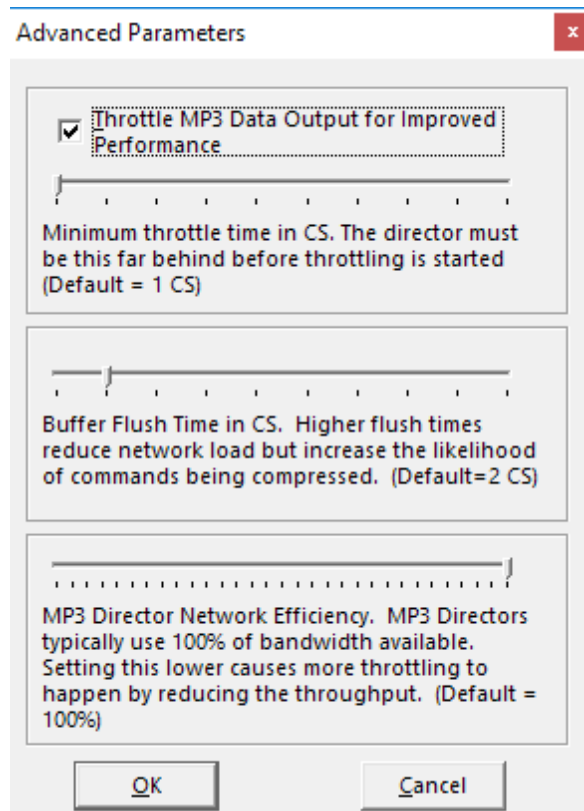 Advanced Parameters
x
Throttle MP3 Data Output for Improved
Performance
Minimum throttle time in CS. The director must
be this far behind before throttling is started
(Default = 1 CS)
Buffer Flush Time in CS.  Higher flush times
reduce network load but increase the likelihood
of commands being compressed.  (Default=2 CS)
MP3 Director Network Efficiency.  MP3 Directors
typically use 100% of bandwidth available.
Setting this lower causes more throttling to
happen by reducing the throughput.  (Default =
100%)
OK
Cancel